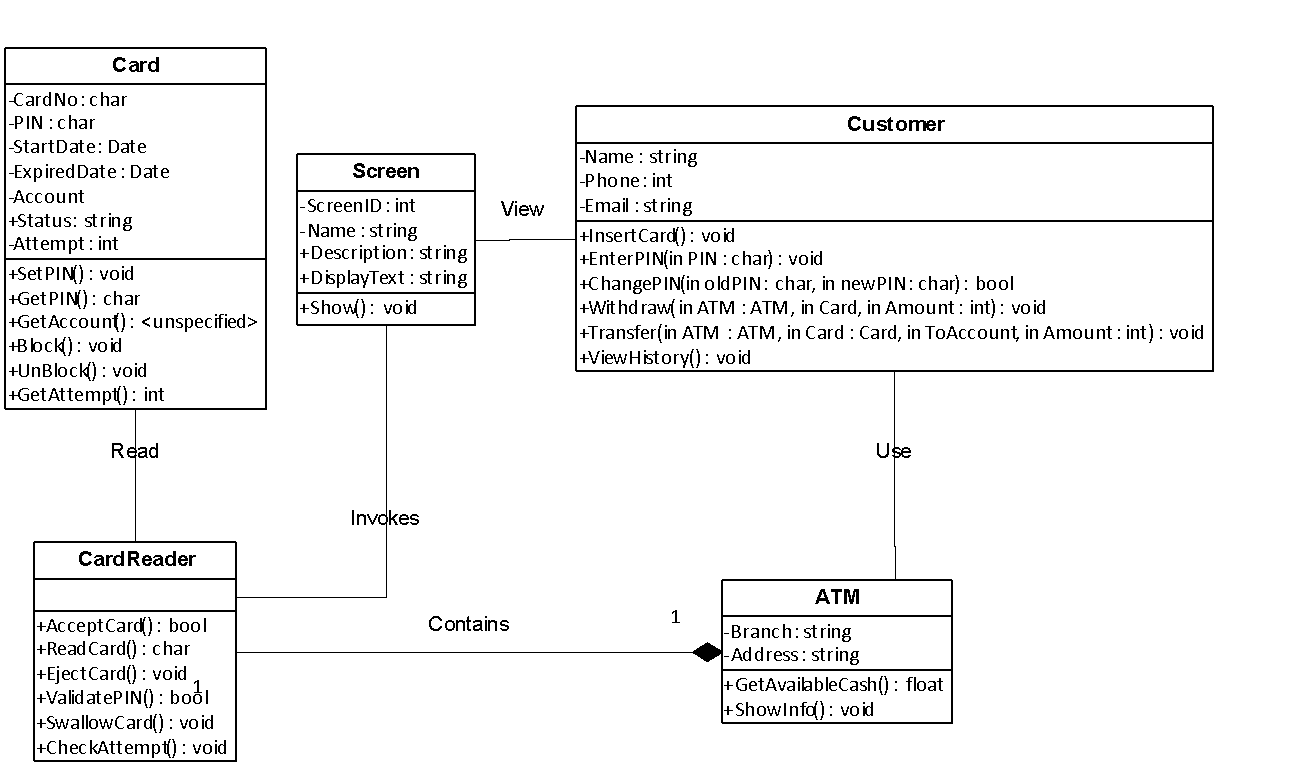 Card
-CardNo : char
-PIN : char
-StartDate : Date
-ExpiredDate : Date
-Account
+Status : string
-Attempt : int
+SetPIN() : void
+GetPIN() : char
+GetAccount() : <unspecified>
+Block() : void
+UnBlock() : void
+GetAttempt() : int
Screen
-ScreenID : int
-Name : string
+Description : string
+DisplayText : string
+Show() : void
View
Customer
-Name : string
-Phone : int
-Email : string
+InsertCard() : void
+EnterPIN(in PIN : char) : void
+ChangePIN(in oldPIN : char, in newPIN : char) : bool
+Withdraw(in ATM : ATM, in Card, in Amount : int) : void
+Transfer(in ATM : ATM, in Card : Card, in ToAccount, in Amount : int) : void
+ViewHistory() : void
Read
Invokes
Use
CardReader
+AcceptCard() : bool
+ReadCard() : char
+EjectCard() : void
+ValidatePIN() : bool
+SwallowCard() : void
+CheckAttempt() : void
1
Contains
1
ATM
-Branch : string
-Address : string
+GetAvailableCash() : float
+ShowInfo() : void